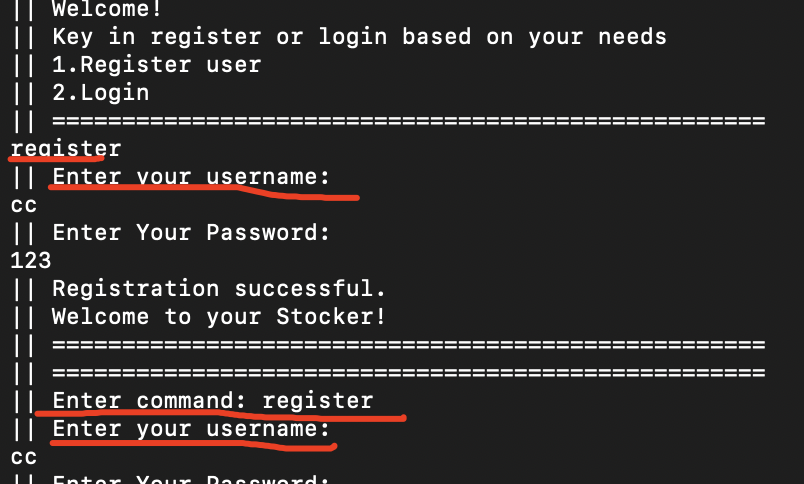 || Welcome!
|| Key in register or login based on your needs
|| 1.Register user
|| 2.Login
|| ===================================================
register
|| Enter your username:
cc
|| Enter Your Password:
123
|| Registration successful.
|| Welcome to your Stocker!
|| ===================================================
|| ===================================================
|| Enter command: register
|| Enter your username:
cc
|| Enter Your Password: